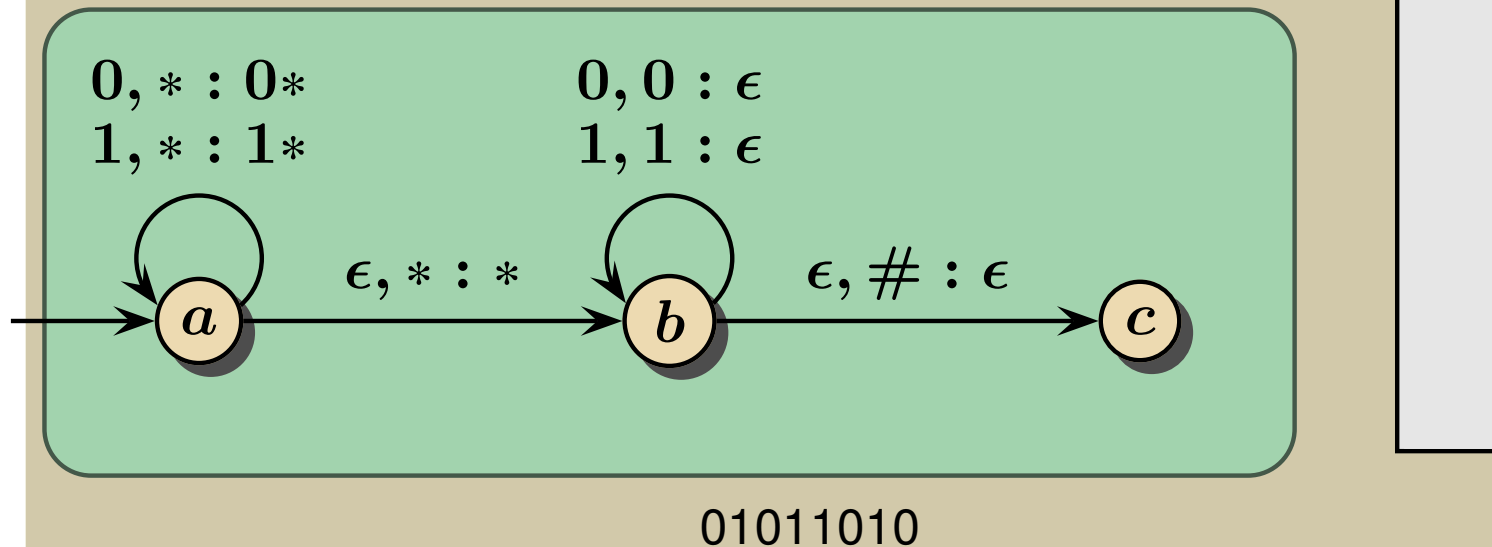 0, * : 0*
0, 0 : ϵ
1, * : 1*
1, 1 : ϵ
ϵ, * : *
ϵ, # : ϵ
a
b
c
01011010